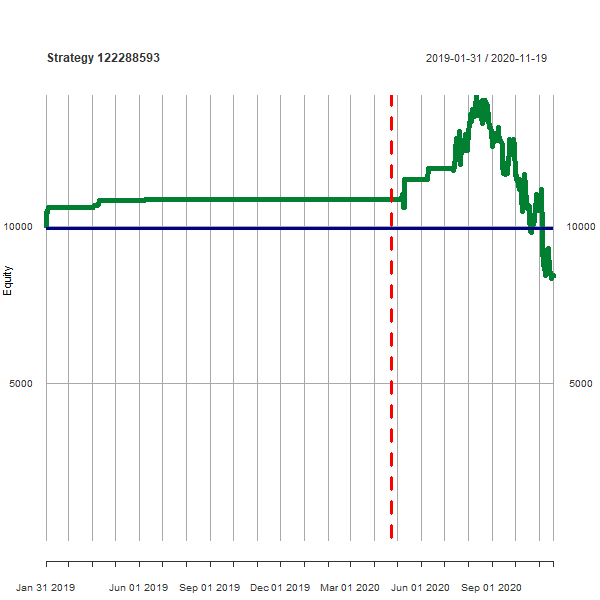 Strategy 122288593
2019-01-31 / 2020-11-19
10000
10000
Equity
5000
5000
Jan 31 2019
Jun 01 2019
Sep 01 2019
Dec 01 2019
Mar 01 2020
Jun 01 2020
Sep 01 2020